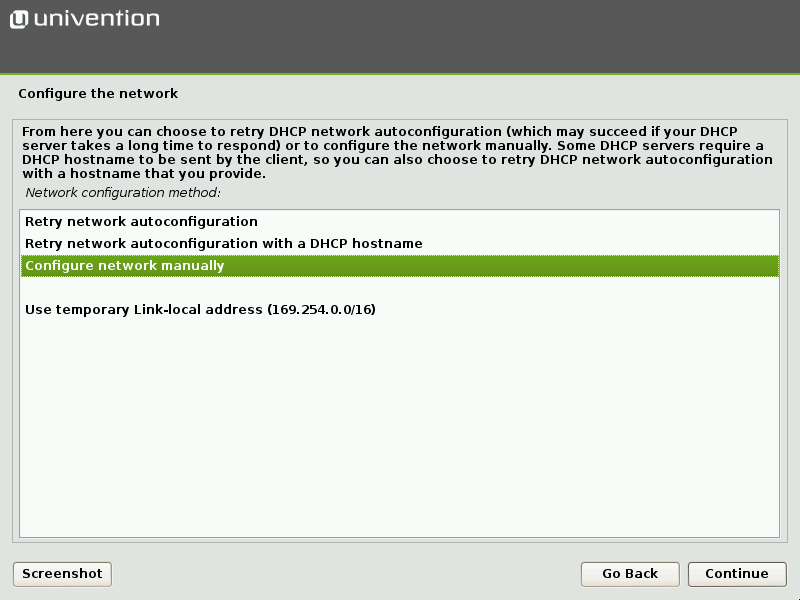 univention
Configure the network
From here you can choose to retry DHCP network autoconfiguration (which may succeed if your DHCP
server takes a long time to respond) or to configure the network manually. Some DHCP servers require a
DHCP hostname to be sent by the client, so you can also choose to retry DHCP network autoconfiguration
with a hostname that you provide.
Network configuration method:
Retry network autoconfiguration
Retry network autoconfiguration with a DHCP hostname
Configure network manually
Use temporary Link-local address (169.254.0.0/16)
Screenshot
Go Back
Continue